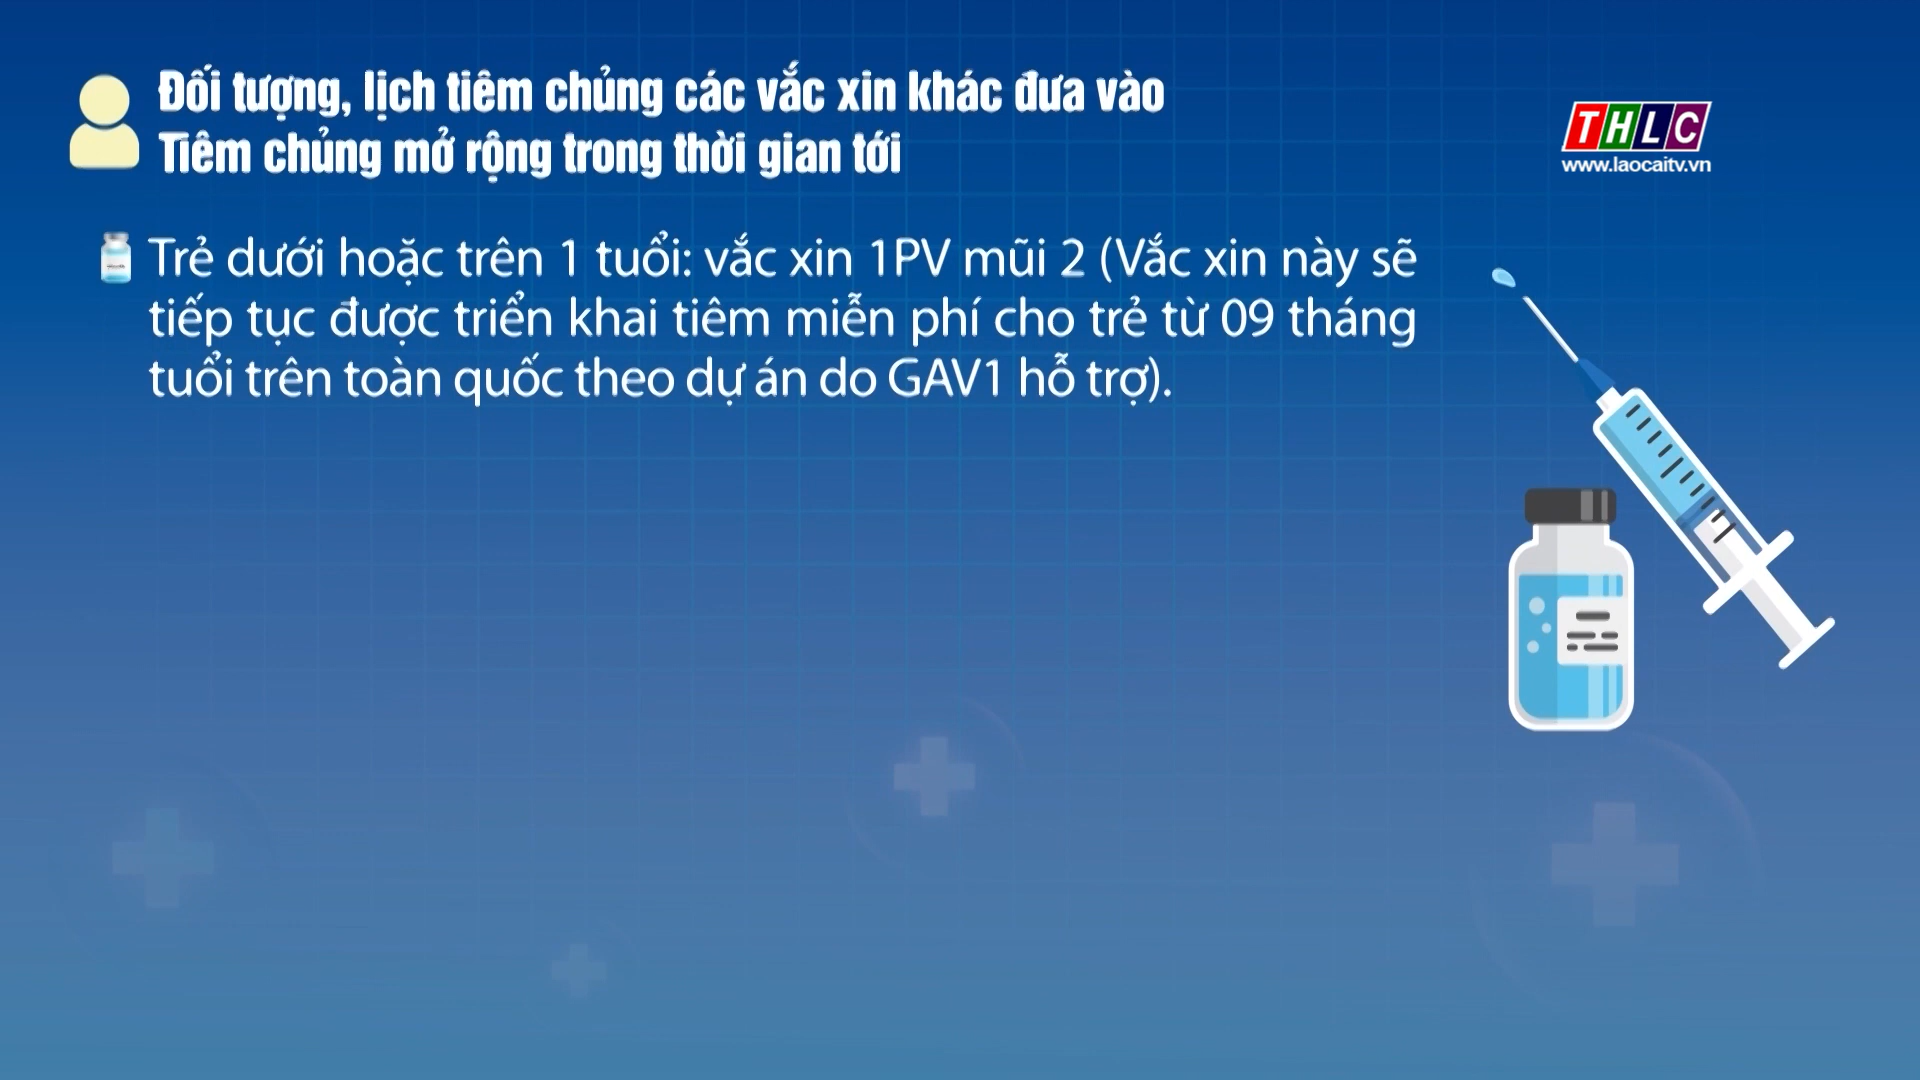 Đối tượng, lịch tiêm chủng các vắc xin khác đưa vào
Tiêm chủng mở rộng trong thời gian tới
THLC
www.laocaitv.vn
Trẻ dưới hoặc trên 1 tuổi: vắc xin 1PV mũi 2 (Vắc xin này sẽ
tiếp tục được triển khai tiêm miễn phí cho trẻ từ 09 tháng
tuổi trên toàn quốc theo dự án do GAV1 hỗ trợ).